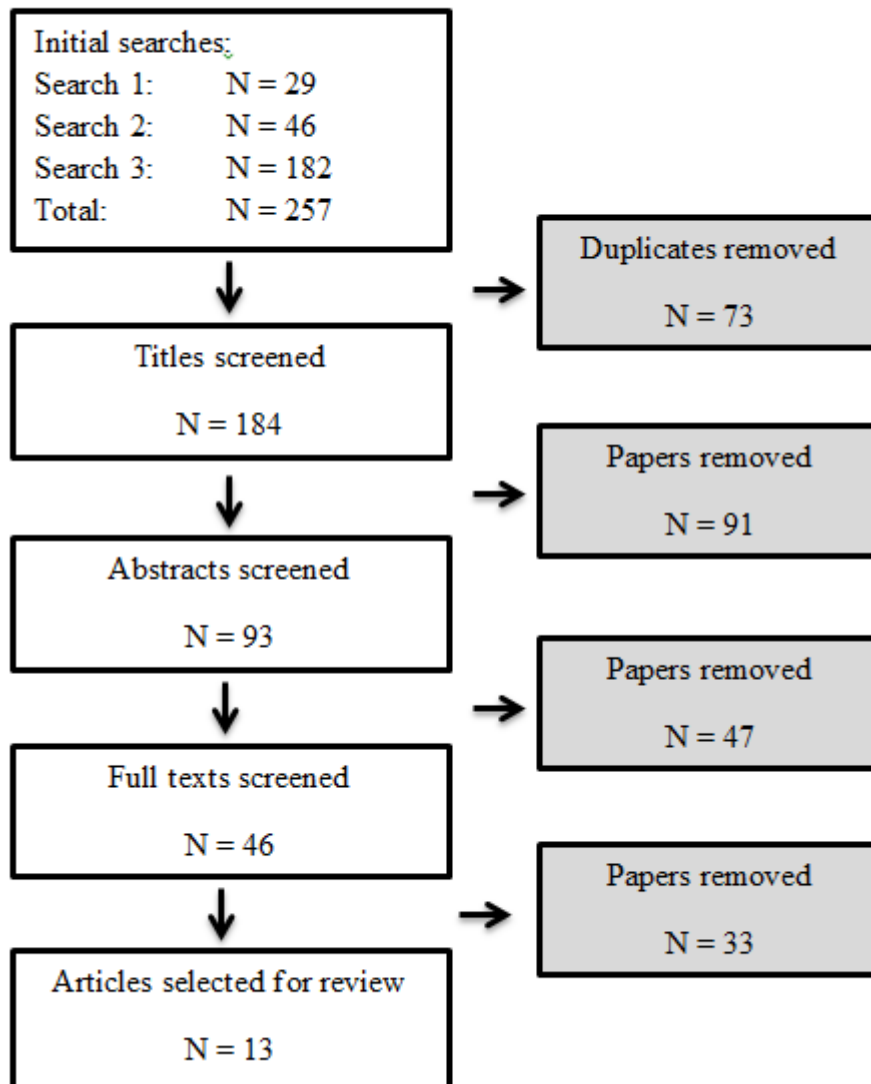 Initial searches:
Search 1: N = 29
Search 2: N = 46
Search 3: N = 182
Total: N = 257
Duplicates removed
N = 73
Titles screened
N = 184
Papers removed
N = 91
Abstracts screened
N = 93
Papers removed
N = 47
Full texts screened
N = 46
Papers removed
N = 33
Articles selected for review
N = 13